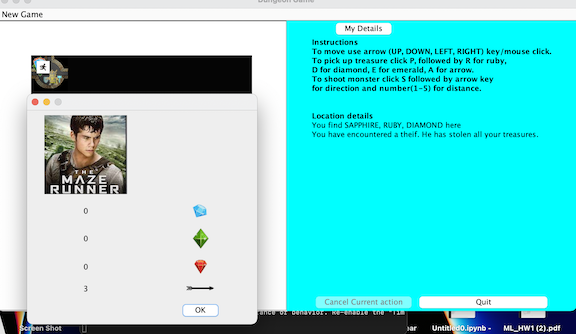 Dungeon Game
New Game
My Details
Instructions
To move use arrow (UP, DOWN, LEFT, RIGHT) key/mouse click.
To pick up treasure click P, followed by R for ruby,
D for diamond, E for emerald, A for arrow.
To shoot monster click S followed by arrow key
for direction and number(1-5) for distance.
Location details
You find SAPPHIRE, RUBY, DIAMOND here
You have encountered a theif. He has stolen all your treasures.
THE
MAZE
RUNNER
0
0
0
3
OK
Cancel Current action
Quit
of behavior. Re-enable the
Screen Shot
Untitled0.ipynb
ML_HW1 (2).pdf